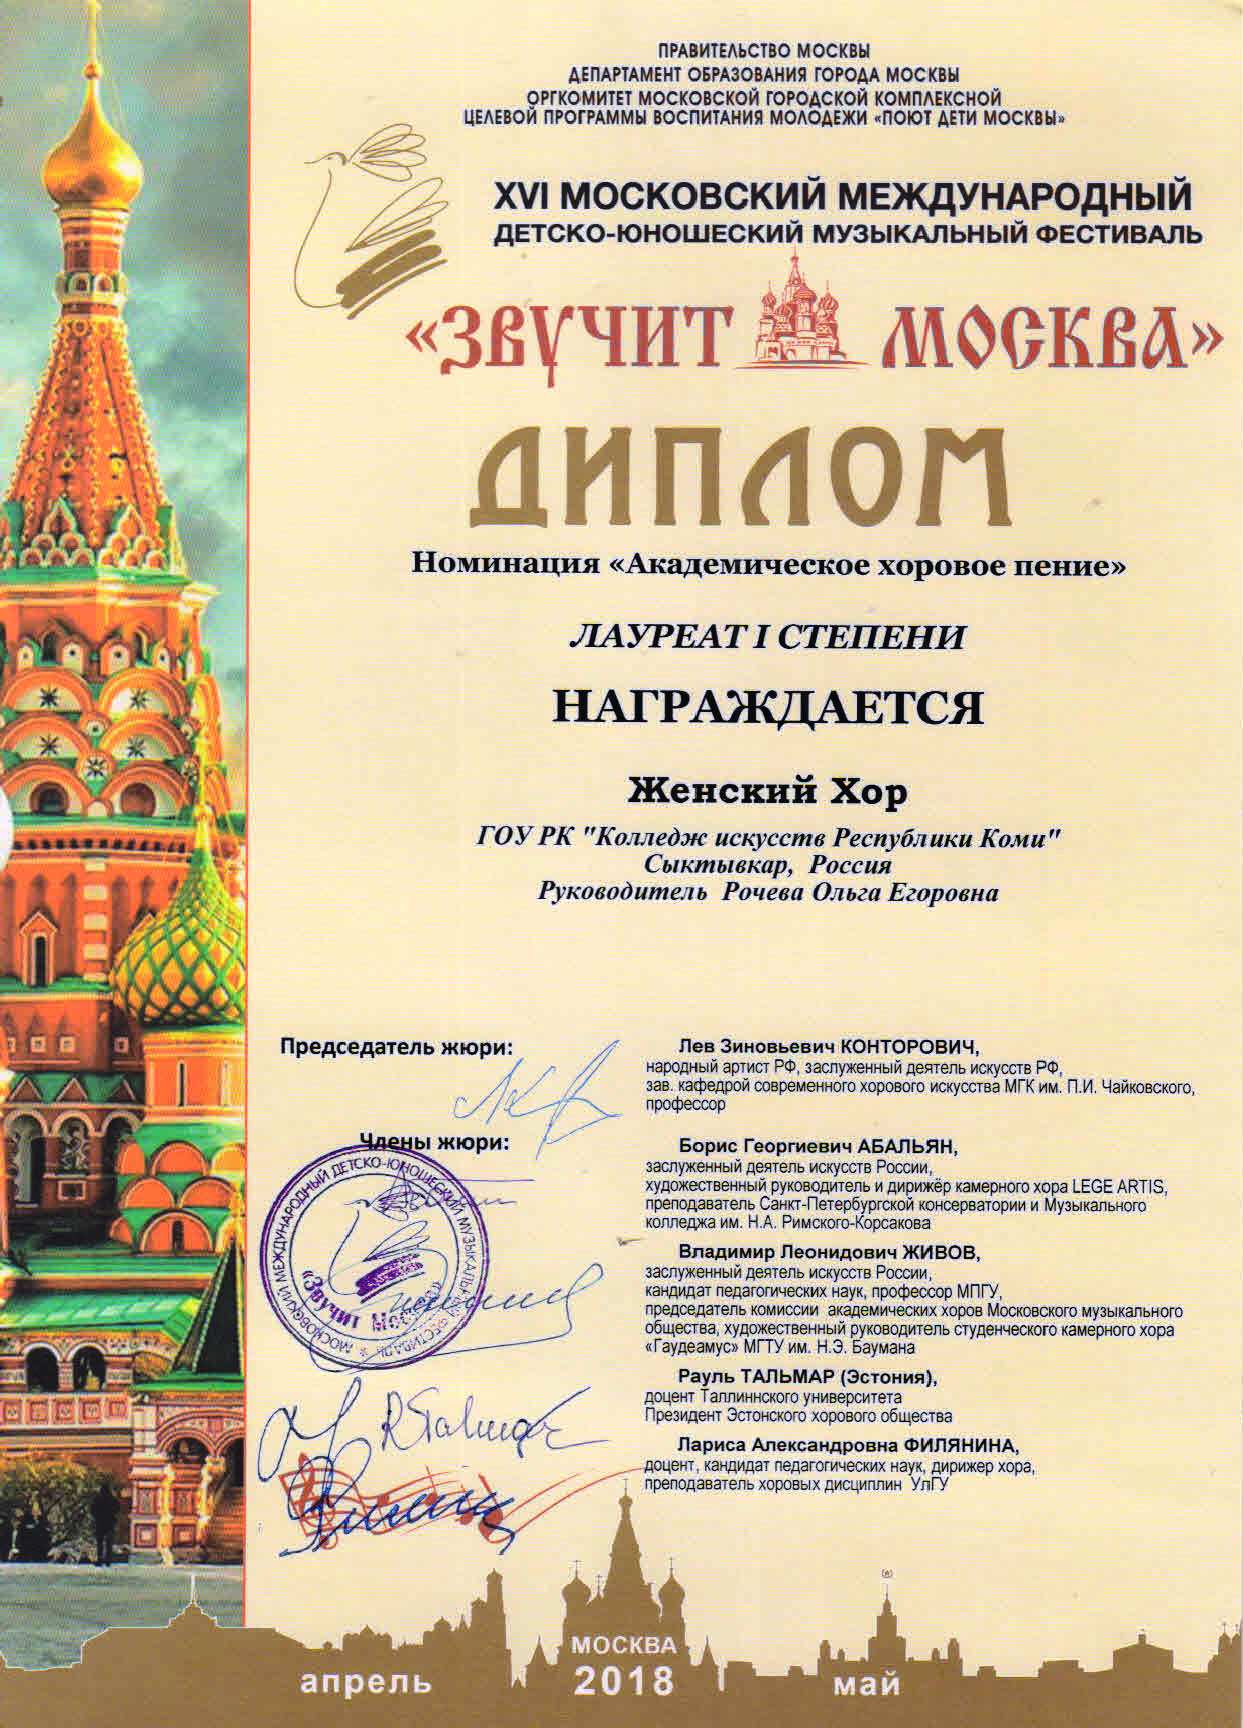 ПРАВИТЕЛЬСТВО МОСКВЫ
ДЕПАРТАМЕНТ ОБРАЗОВАНИЯ ГОРОДА МОСКВЫ
ОРГКОМИТЕТ МОСКОВСКОЙ ГОРОДСКОЙ КОМПЛЕКСНОЙ
ЦЕЛЕВОЙ ПРОГРАММЫ ВОСПИТАНИЯ МОЛОДЕЖИ «ПОЮТ ДЕТИ МОСКВЫ»
XVI МОСКОВСКИЙ МЕЖДУНАРОДНЫЙ
ДЕТСКО-ЮНОШЕСКИЙ МУЗЫКАЛЬНЫЙ ФЕСТИВАЛЬ
«ЗВУЧИТ МОСКВА»
ДИПЛОМ
Номинация «Академическое хоровое пение»
ЛАУРЕАТ I СТЕПЕНИ
НАГРАЖДАЕТСЯ
Женский Хор
ГОУ РК "Колледж искусств Республики Коми"
Сыктывкар, Россия
Руководитель Рочева Ольга Егоровна
Председатель жюри:
Лев Зиновьевич КОНТОРОВИЧ,
народный артист РФ, заслуженный деятель искусств РФ,
зав. кафедрой современного хорового искусства МГК им. П.И. Чайковского,
профессор
Члены жюри:
Борис Георгиевич АБАЛЬЯН,
заслуженный деятель искусств России,
художественный руководитель и дирижёр камерного хора LEGE ARTIS,
преподаватель Санкт-Петербургской консерватории и Музыкального
колледжа им. Н.А. Римского-Корсакова
Владимир Леонидович ЖИВОВ,
заслуженный деятель искусств России,
кандидат педагогических наук, профессор МПГУ,
председатель комиссии академических хоров Московского музыкального
общества, художественный руководитель студенческого камерного хора
«Гаудеамус» МГТУ им. Н.Э. Баумана
Рауль ТАЛЬМАР (Эстония),
доцент Таллиннского университета
Президент Эстонского хорового общества
Лариса Александровна ФИЛЯНИНА,
доцент, кандидат педагогических наук, дирижер хора,
преподаватель хоровых дисциплин УлГУ
МОСКОВСКИЙ МЕЖДУНАРОДНЫЙ ДЕТСКО-ЮНОШЕСКИЙ МУЗЫКАЛЬНЫЙ ФЕСТИВАЛЬ *
«Звучит Москва»
RTalmar
МОСКВА
апрель 2018 май